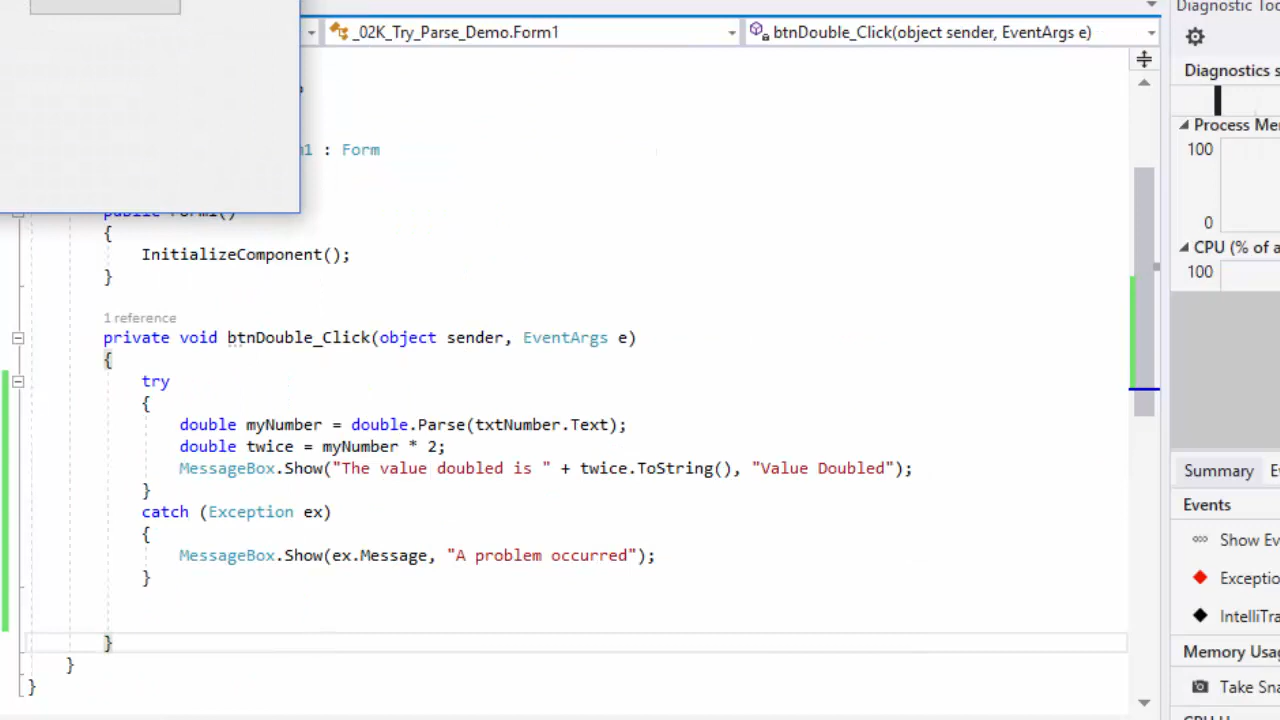 Diagnostic Too
_02K_Try_Parse_Demo.Form1
btnDouble_Click(object sender, EventArgs e)
Diagnostics s
Process Mem
100
0
CPU (% of a
100
Summary
Events
Show Eve
Exceptio
IntelliTra
Memory Usag
Take Sna
: Form
InitializeComponent();
}
1 reference
private void btnDouble_Click(object sender, EventArgs e)
{
try
{
double myNumber = double.Parse(txtNumber.Text);
double twice = myNumber * 2;
MessageBox.Show("The value doubled is " + twice.ToString(), "Value Doubled");
}
catch (Exception ex)
{
MessageBox.Show(ex.Message, "A problem occurred");
}
}
}
}